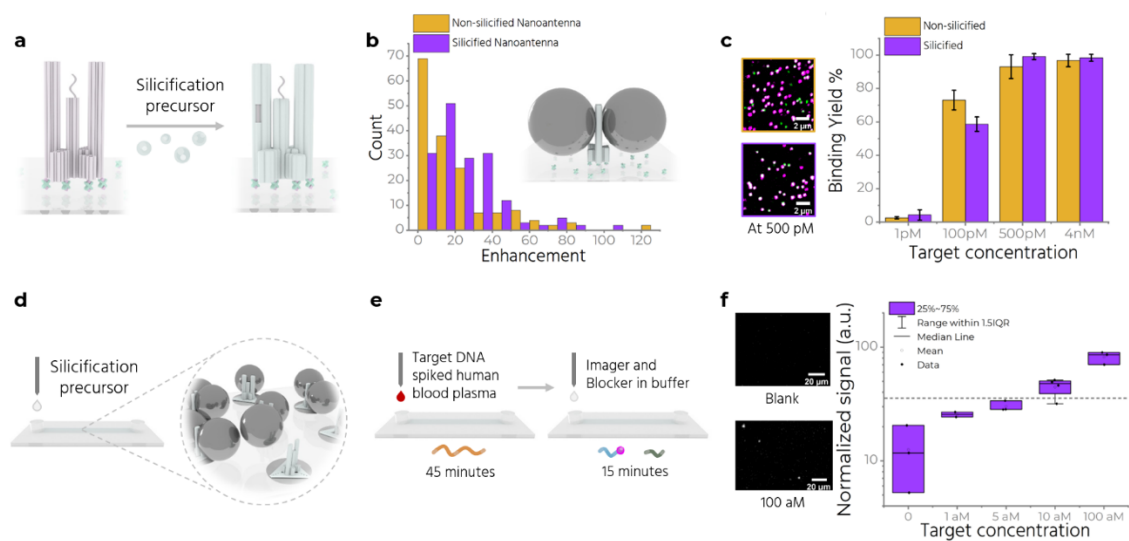 a
Silicification
precursor
b
Non-silicified Nanoantenna
Silicified Nanoantenna
70
60
50
40
30
20
10
0
Count
0 20 40 60 80 100 120
Enhancement
c
Non-silicified
Silicified
2 µm
2 µm
At 500 pM
Binding Yield %
100
80
60
40
20
0
1pM 100pM 500pM 4nM
Target concentration
d
Silicification
precursor
e
Target DNA
spiked human
blood plasma
45 minutes
Imager and
Blocker in buffer
15 minutes
f
20 µm
Blank
20 µm
100 aM
Normalized signal (a.u.)
25%~75%
Range within 1.5IQR
Median Line
Mean
Data
100
10
0 1 aM 5 aM 10 aM 100 aM
Target concentration